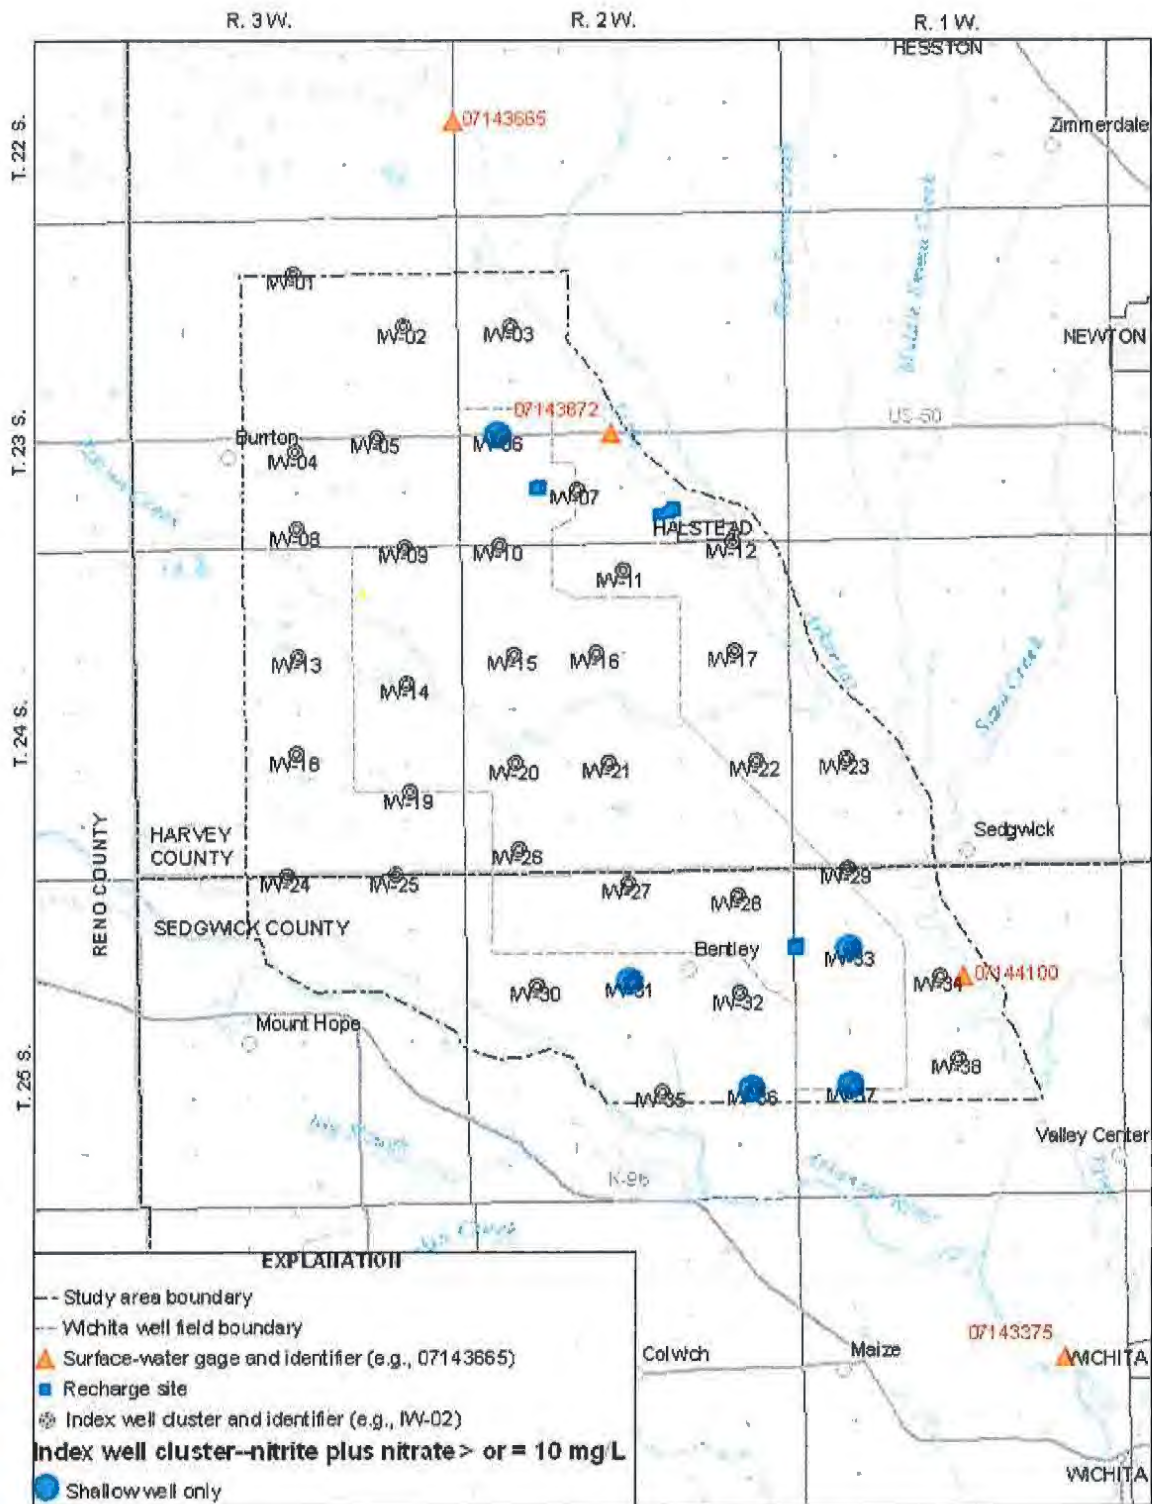 R. 3 W. R. 2 W. R. 1 W.
HESSTON
T. 22 S.
07143665
Zimmerdale
IW-01
IW-02
IW-03
NEWTON
T. 23 S.
07143672
US-50
Burrton
IW-04
IW-05
IW-06
IW-07
HALSTEAD
IW-08
IW-09
IW-10
IW-11
IW-12
IW-13
IW-14
IW-15
IW-16
IW-17
T. 24 S.
IW-18
IW-19
IW-20
IW-21
IW-22
IW-23
Sedgwick
RENO COUNTY
HARVEY
COUNTY
IW-24
IW-25
IW-26
IW-27
IW-28
IW-29
SEDGWICK COUNTY
Bentley
IW-30
IW-31
IW-32
IW-33
IW-34
07144100
Mount Hope
T. 25 S.
IW-35
IW-36
IW-37
IW-38
Valley Center
K-96
Arkansas River
EXPLANATION
Study area boundary
Wichita well field boundary
Surface-water gage and identifier (e.g., 07143665)
Recharge site
Index well cluster and identifier (e.g., IW-02)
Index well cluster--nitrite plus nitrate > or = 10 mg/L
Shallow well only
Colwich
Maize
07143375
WICHITA
WICHITA